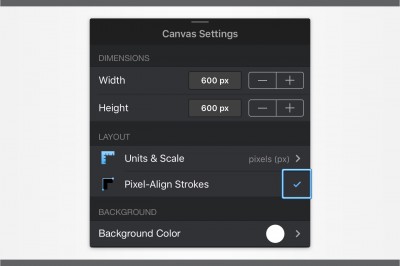 Canvas Settings
DIMENSIONS
Width 600 px
Height 600 px
LAYOUT
Units & Scale pixels (px)
Pixel-Align Strokes
BACKGROUND
Background Color